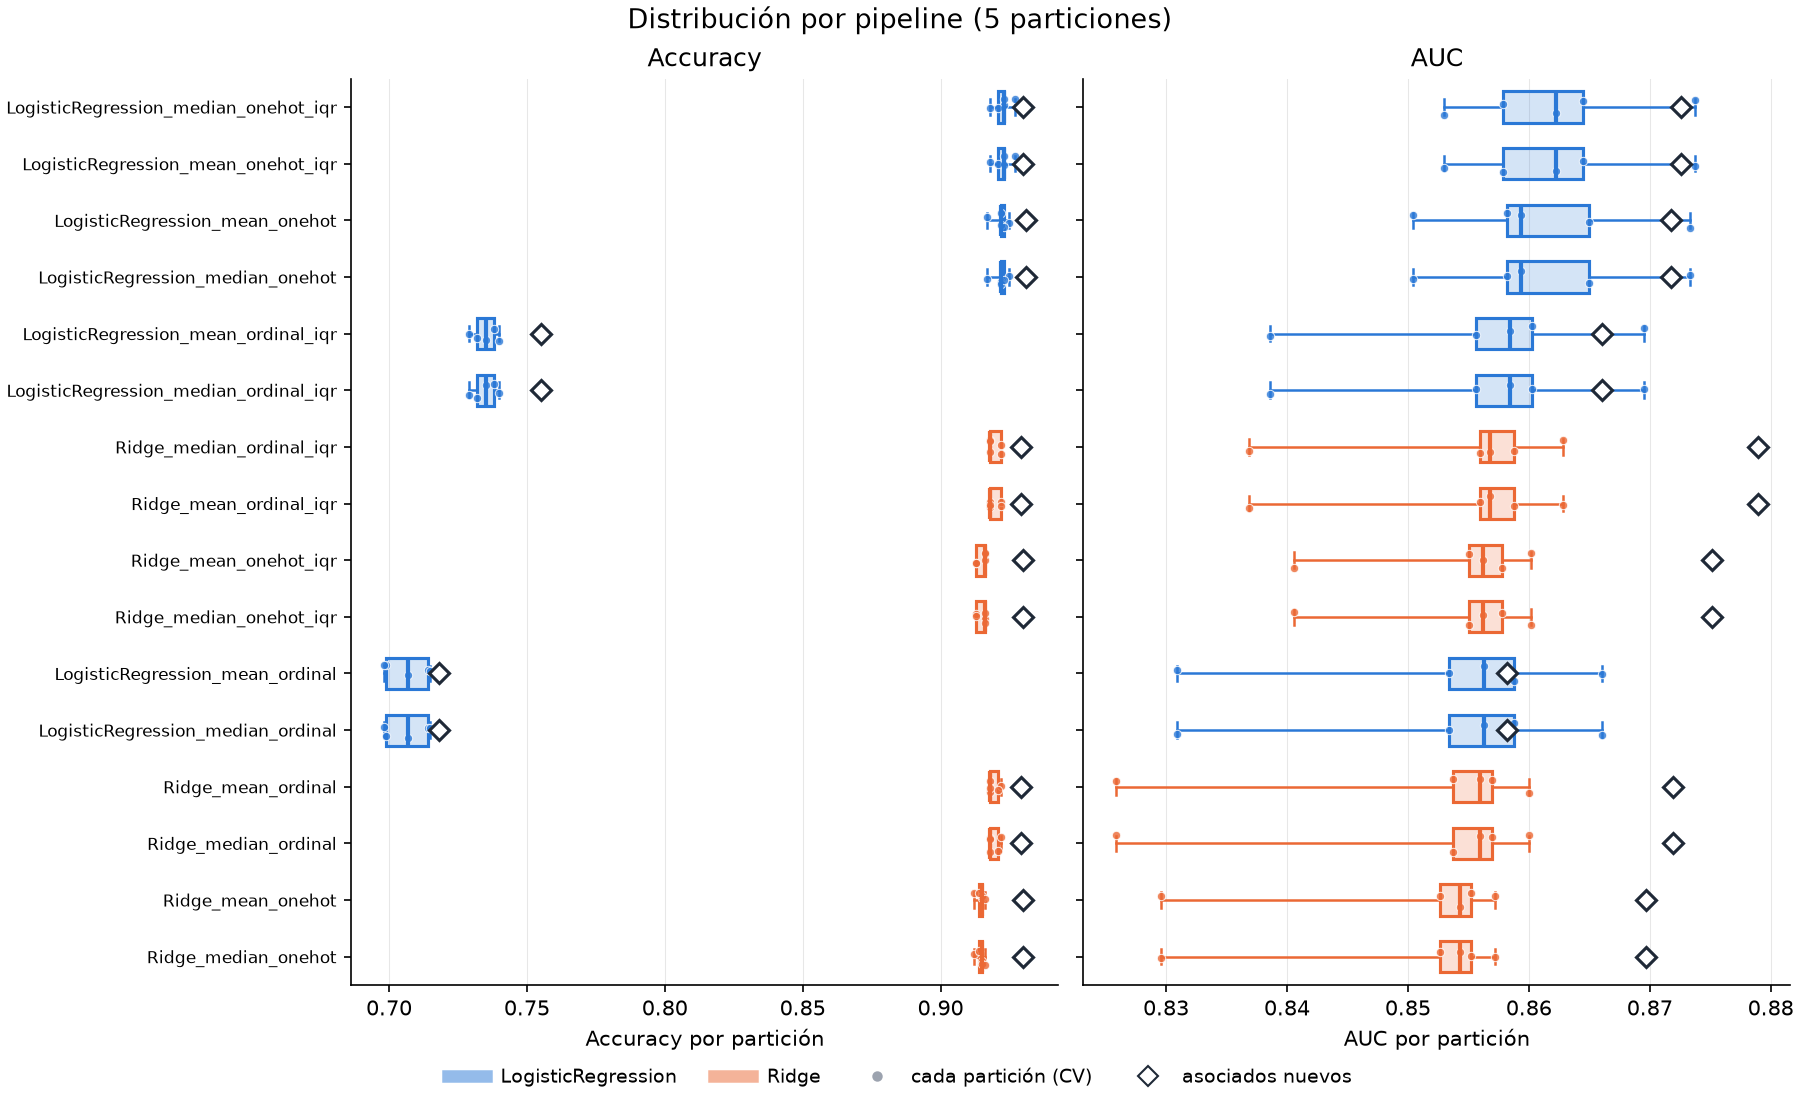 Distribución por pipeline (5 particiones)
Accuracy
AUC
LogisticRegression_median_onehot_iqr
LogisticRegression_mean_onehot_iqr
LogisticRegression_mean_onehot
LogisticRegression_median_onehot
LogisticRegression_mean_ordinal_iqr
LogisticRegression_median_ordinal_iqr
Ridge_median_ordinal_iqr
Ridge_mean_ordinal_iqr
Ridge_mean_onehot_iqr
Ridge_median_onehot_iqr
LogisticRegression_mean_ordinal
LogisticRegression_median_ordinal
Ridge_mean_ordinal
Ridge_median_ordinal
Ridge_mean_onehot
Ridge_median_onehot
0.70 0.75 0.80 0.85 0.90
0.83 0.84 0.85 0.86 0.87 0.88
Accuracy por partición
AUC por partición
LogisticRegression Ridge cada partición (CV) asociados nuevos